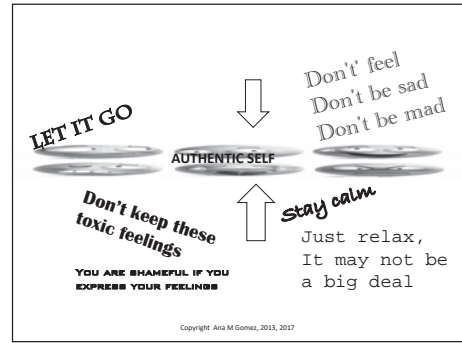 Don't' feel
Don't be sad
Don't be mad
LET IT GO
AUTHENTIC SELF
Don't keep these
toxic feelings
Stay calm
Just relax,
It may not be
a big deal
YOU ARE SHAMEFUL IF YOU
EXPRESS YOUR FEELINGS
Copyright Ana M Gomez, 2013, 2017